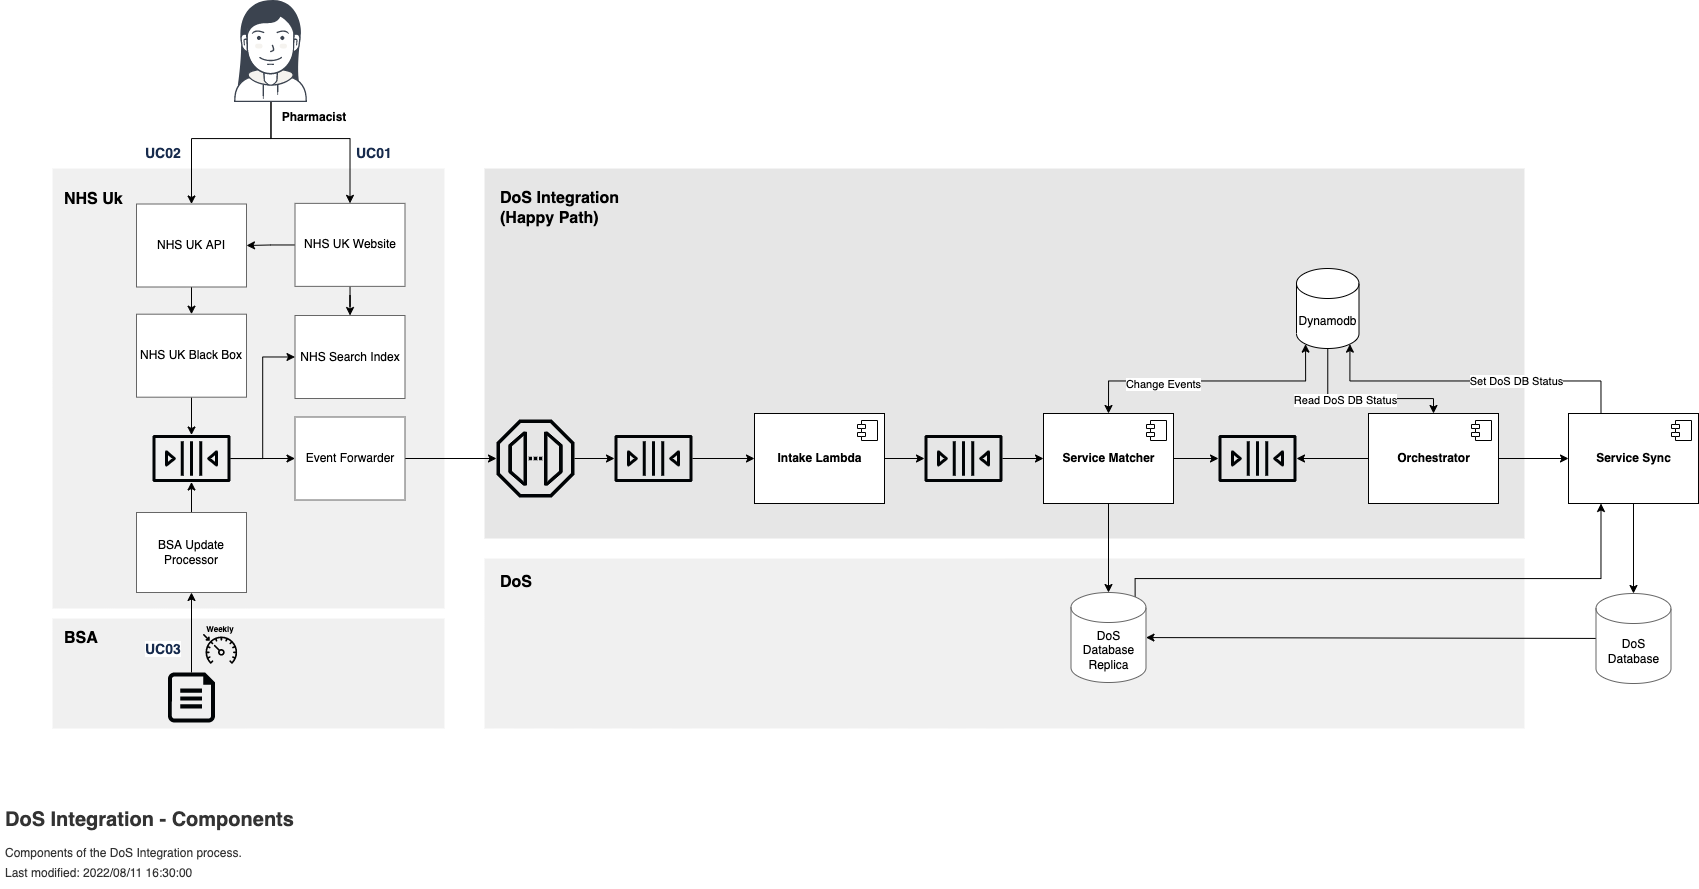 Pharmacist
UC02
UC01
NHS Uk
NHS UK API
NHS UK Website
NHS UK Black Box
NHS Search Index
Event Forwarder
BSA Update
Processor
BSA
UC03
Weekly
DoS Integration
(Happy Path)
Dynamodb
Change Events
Set DoS DB Status
Read DoS DB Status
Intake Lambda
Service Matcher
Orchestrator
Service Sync
DoS
DoS
Database
Replica
DoS
Database
DoS Integration - Components
Components of the DoS Integration process.
Last modified: 2022/08/11 16:30:00